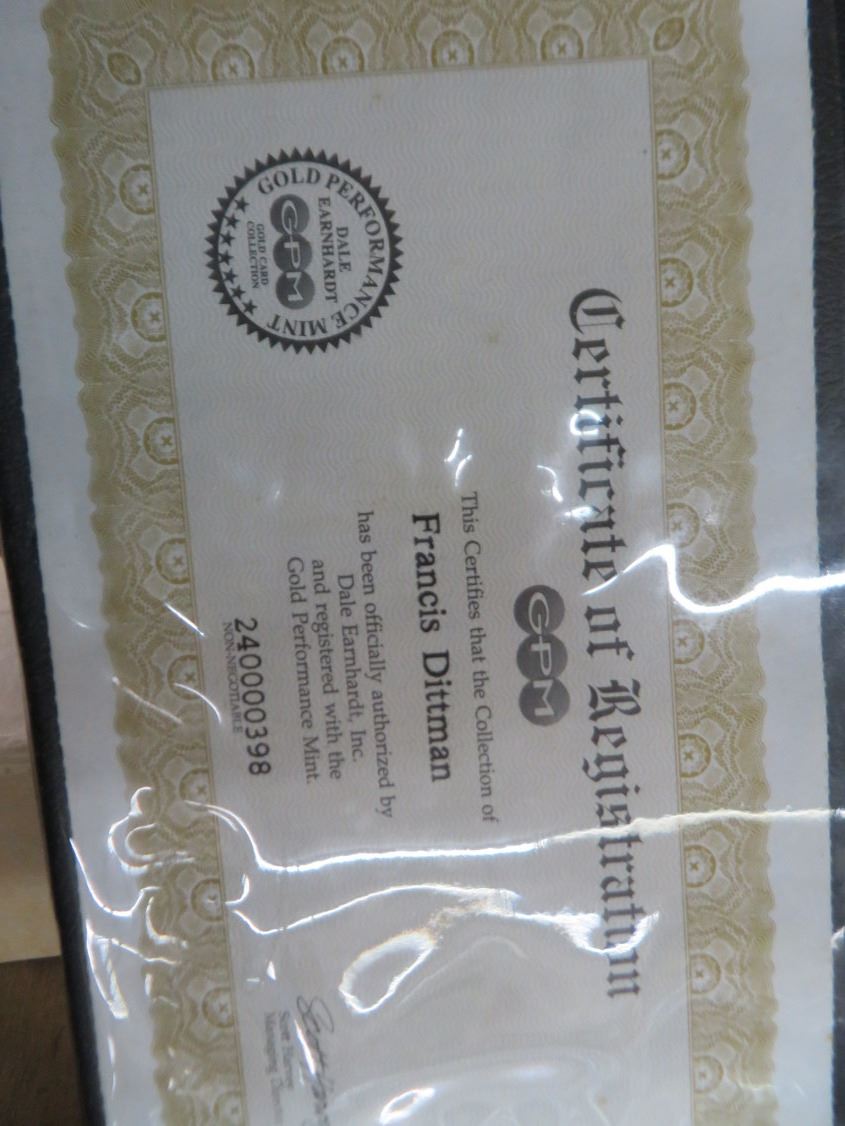 Certificate of Registration
GPM
This Certifies that the Collection of
Francis Dittman
has been officially authorized by
Dale Earnhardt, Inc.
and registered with the
Gold Performance Mint.
240000398
NON-NEGOTIABLE
GOLD PERFORMANCE MINT
DALE
EARNHARDT
GPM
GOLD CARD
COLLECTION
Managing